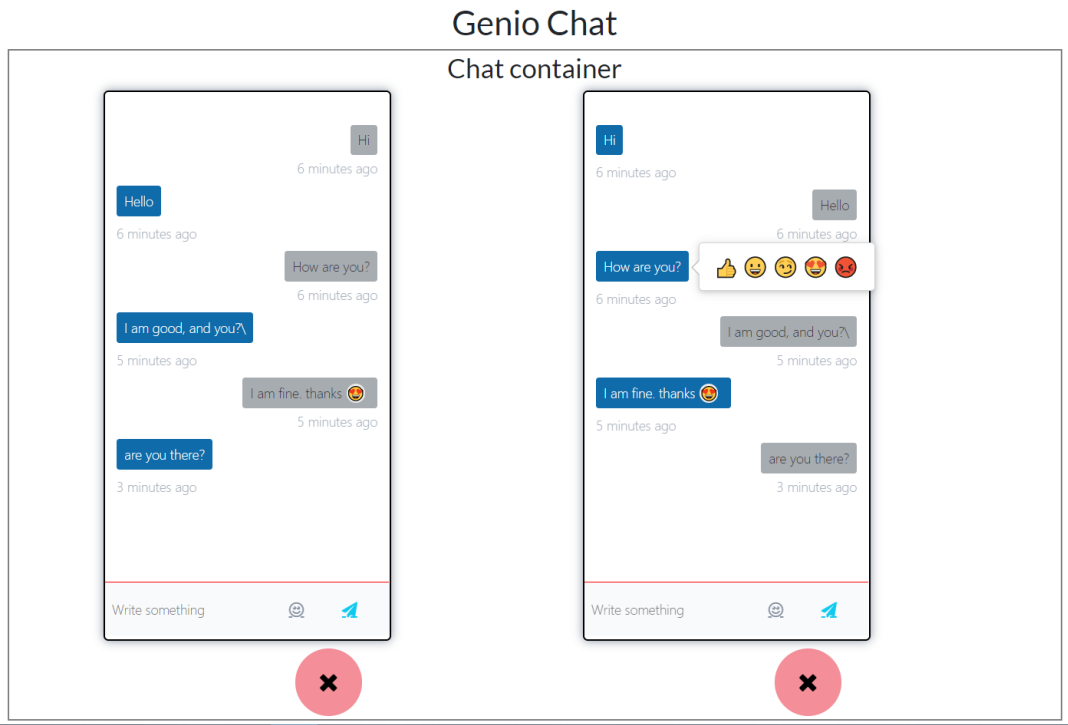 Genio Chat
Chat container
Hi
6 minutes ago
Hello
6 minutes ago
How are you?
6 minutes ago
I am good, and you?\
5 minutes ago
I am fine. thanks 😍
5 minutes ago
are you there?
3 minutes ago
Write something
Hi
6 minutes ago
Hello
6 minutes ago
How are you?
👍😀😏😍😡
6 minutes ago
I am good, and you?\
5 minutes ago
I am fine. thanks 😍
5 minutes ago
are you there?
3 minutes ago
Write something